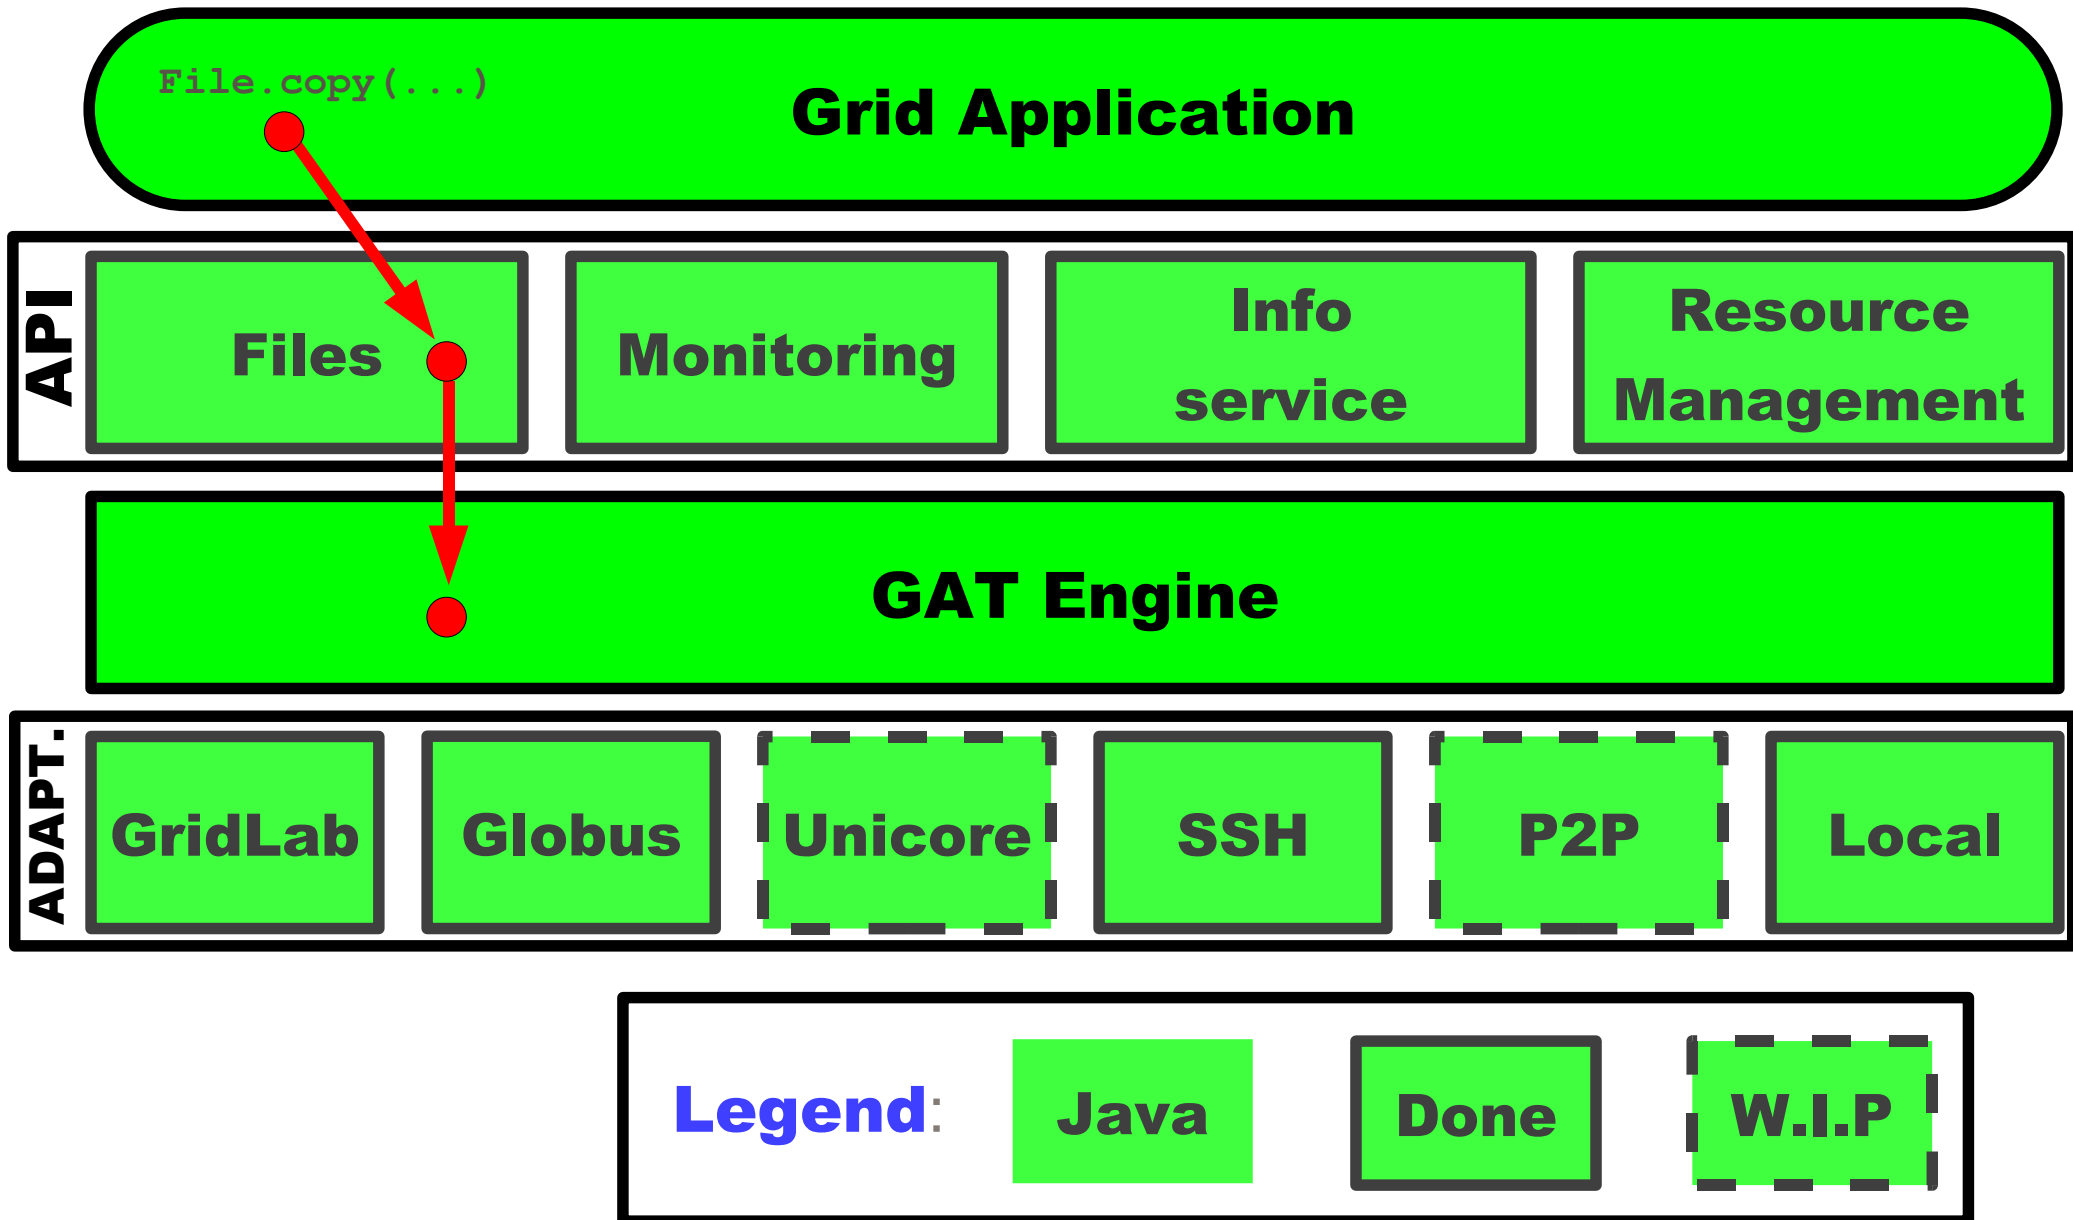 File.copy(...)
Grid Application
API
Files
Monitoring
Info
service
Resource
Management
GAT Engine
ADAPT.
GridLab
Globus
Unicore
SSH
P2P
Local
Legend:
Java
Done
W.I.P